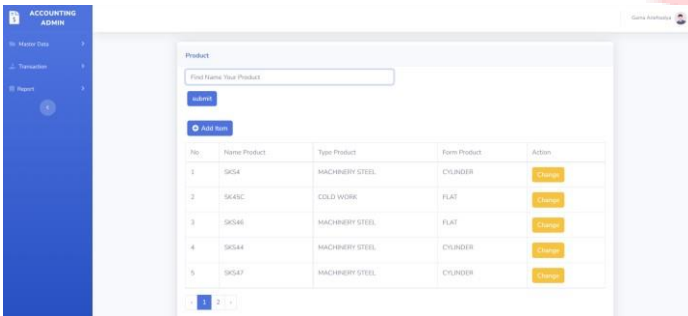 ACCOUNTING
ADMIN
Master Data
Transaction
Report
Product
Find Name Your Product
submit
Add Item
No Name Product Type Product Form Product Action
1 SKS4 MACHINERY STEEL CYLINDER Change
2 SK45C COLD WORK FLAT Change
3 SKS46 MACHINERY STEEL FLAT Change
4 SKS44 MACHINERY STEEL CYLINDER Change
5 SKS47 MACHINERY STEEL CYLINDER Change
‹ 1 2 ›